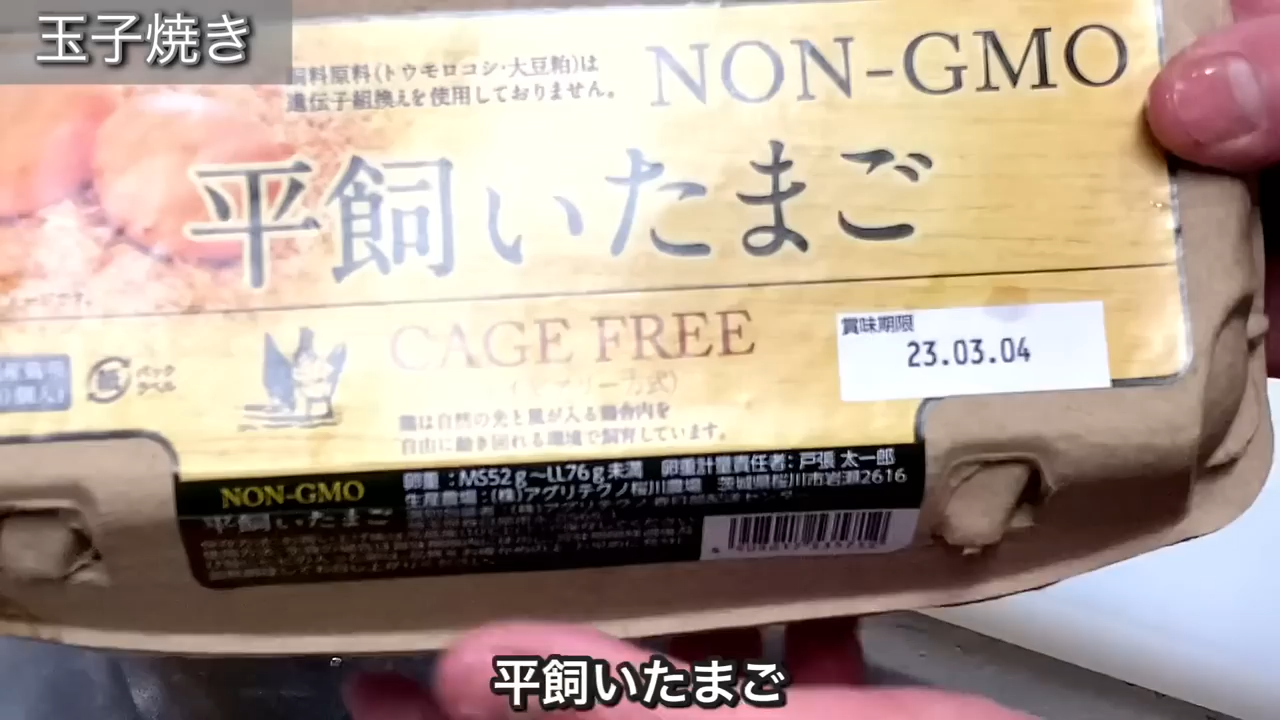 玉子焼き
飼料原料(トウモロコシ・大豆粕)は
遺伝子組換えを使用しておりません。
NON-GMO
平飼いたまご
CAGE FREE
鶏は自然の光と風が入る鶏舎内を
自由に動き回れる環境で飼育しています。
賞味期限
23.03.04
紙
パック
ラベル
NON-GMO
平飼いたまご
卵重:MS52g〜LL76g未満 卵重計量責任者:戸張 太一郎
生産農場:(株)アグリテクノ桜川農場 茨城県桜川市岩瀬2616
平飼いたまご